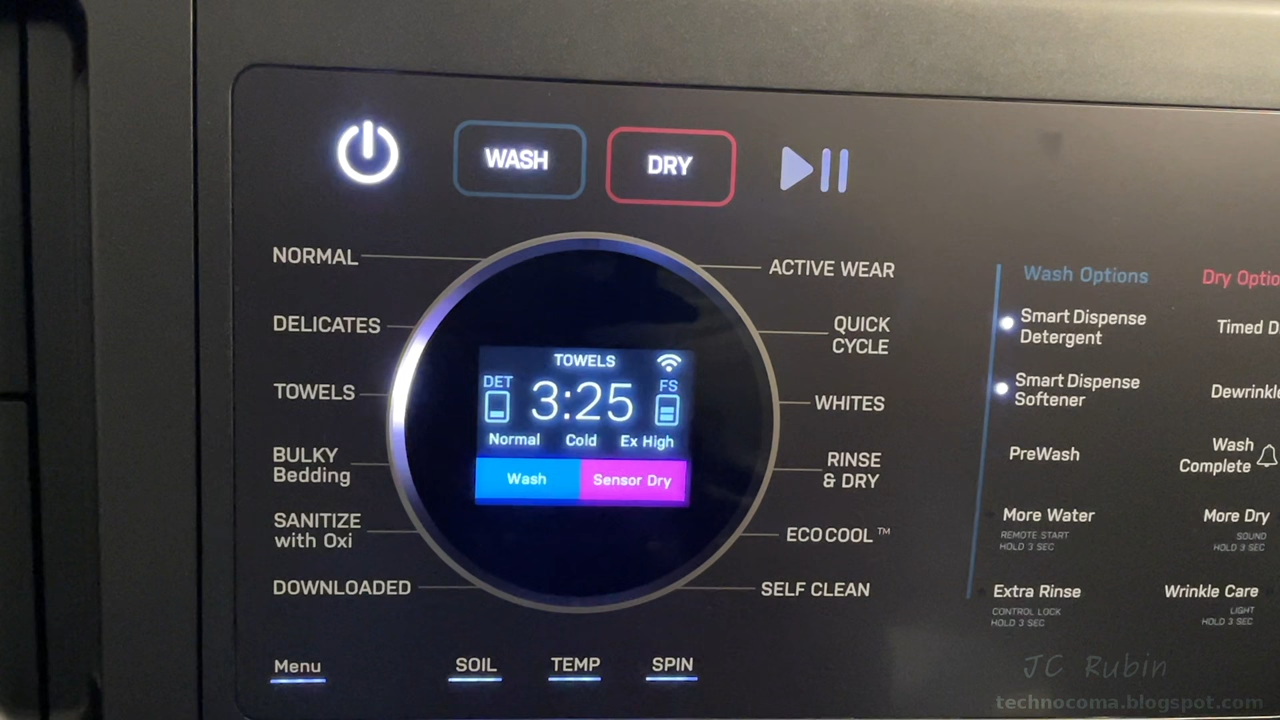 WASH
DRY
NORMAL
DELICATES
TOWELS
BULKY
Bedding
SANITIZE
with Oxi
DOWNLOADED
TOWELS
DET
3:25
FS
Normal Cold Ex High
Wash Sensor Dry
ACTIVE WEAR
QUICK
CYCLE
WHITES
RINSE
& DRY
ECOCOOL™
SELF CLEAN
Menu
SOIL
TEMP
SPIN
Wash Options
Smart Dispense
Detergent
Smart Dispense
Softener
PreWash
More Water
REMOTE START
HOLD 3 SEC
Extra Rinse
CONTROL LOCK
HOLD 3 SEC
Dry Optio
Timed D
Dewrinkl
Wash
Complete
More Dry
SOUND
HOLD 3 SEC
Wrinkle Care
LIGHT
HOLD 3 SEC
JC Rubin
technocoma.blogspot.com